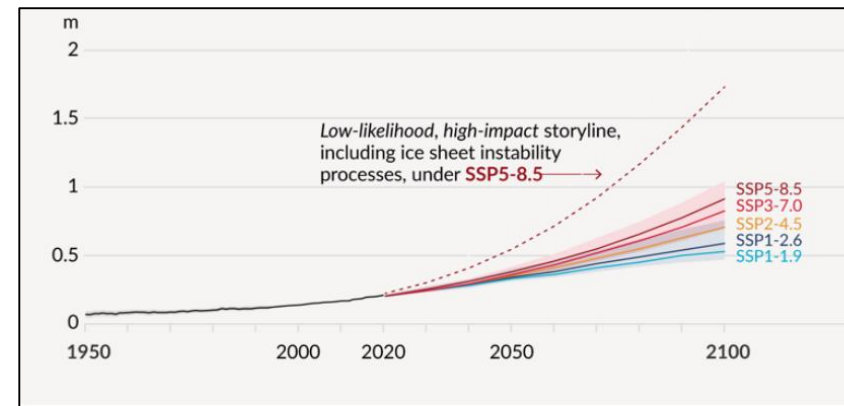 m
2
1.5
Low-likelihood, high-impact storyline,
including ice sheet instability
processes, under SSP5-8.5
1
SSP5-8.5
SSP3-7.0
SSP2-4.5
SSP1-2.6
SSP1-1.9
0.5
0
1950 2000 2020 2050 2100